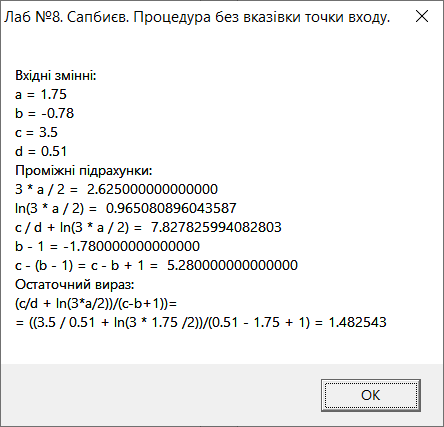 Лаб №8. Сапбиєв. Процедура без вказівки точки входу.
Вхідні змінні:
a = 1.75
b = -0.78
c = 3.5
d = 0.51
Проміжні підрахунки:
3 * a / 2 = 2.625000000000000
ln(3 * a / 2) = 0.965080896043587
c / d + ln(3 * a / 2) = 7.827825994082803
b - 1 = -1.780000000000000
c - (b - 1) = c - b + 1 = 5.280000000000000
Остаточний вираз:
(c/d + ln(3*a/2))/(c-b+1))=
= ((3.5 / 0.51 + ln(3 * 1.75 /2))/(0.51 - 1.75 + 1) = 1.482543
OK